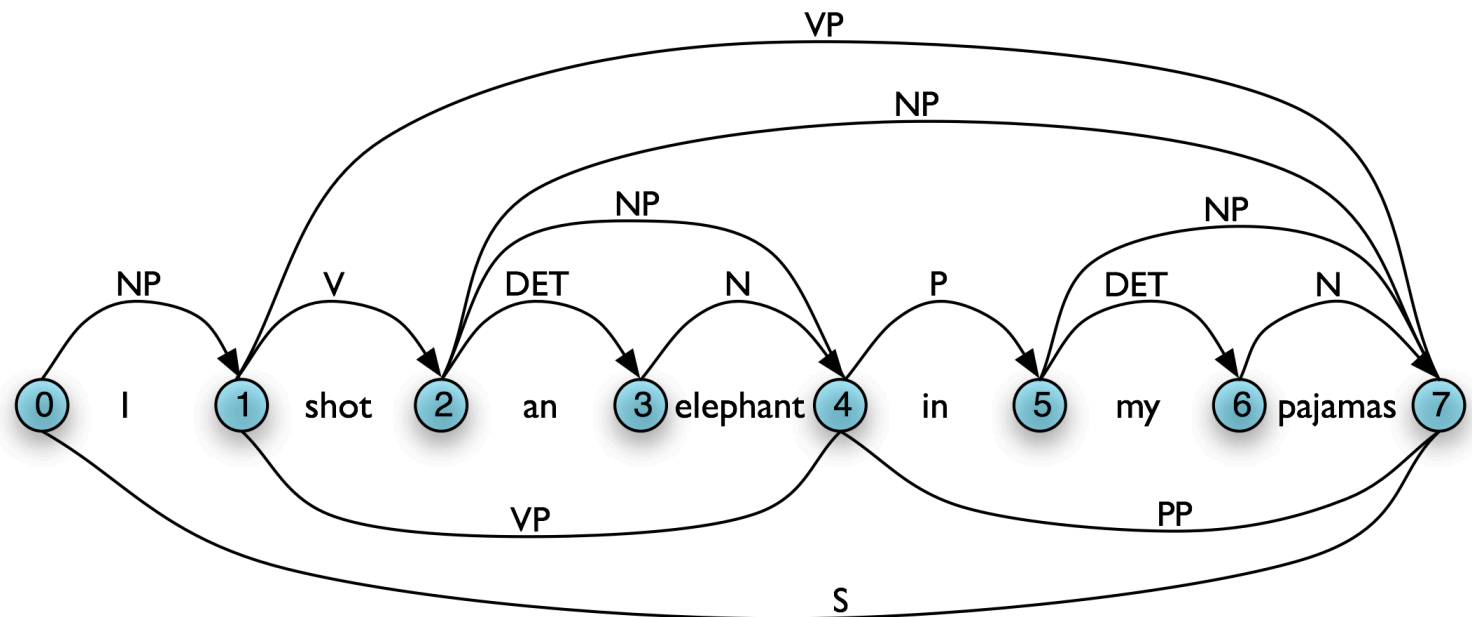 VP
NP
NP NP
NP V DET N P DET N
0 I 1 shot 2 an 3 elephant 4 in 5 my 6 pajamas 7
VP PP
S